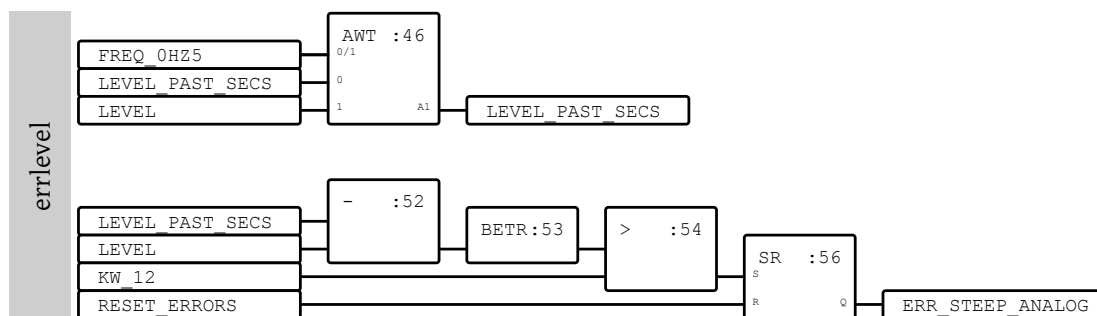 errlevel
AWT :46
FREQ_0HZ5
0/1
LEVEL_PAST_SECS
0
LEVEL
1
A1
LEVEL_PAST_SECS
- :52
LEVEL_PAST_SECS
BETR:53
> :54
LEVEL
SR :56
KW_12
S
RESET_ERRORS
R
Q
ERR_STEEP_ANALOG